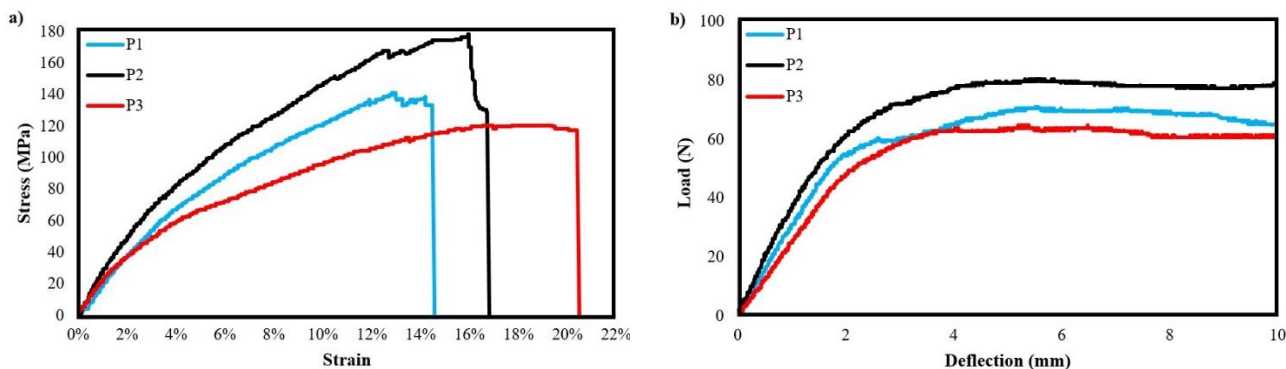 a)
180
160
140
120
100
80
60
40
20
0
Stress (MPa)
P1
P2
P3
0% 2% 4% 6% 8% 10% 12% 14% 16% 18% 20% 22%
Strain
b)
100
80
60
40
20
0
Load (N)
P1
P2
P3
0 2 4 6 8 10
Deflection (mm)